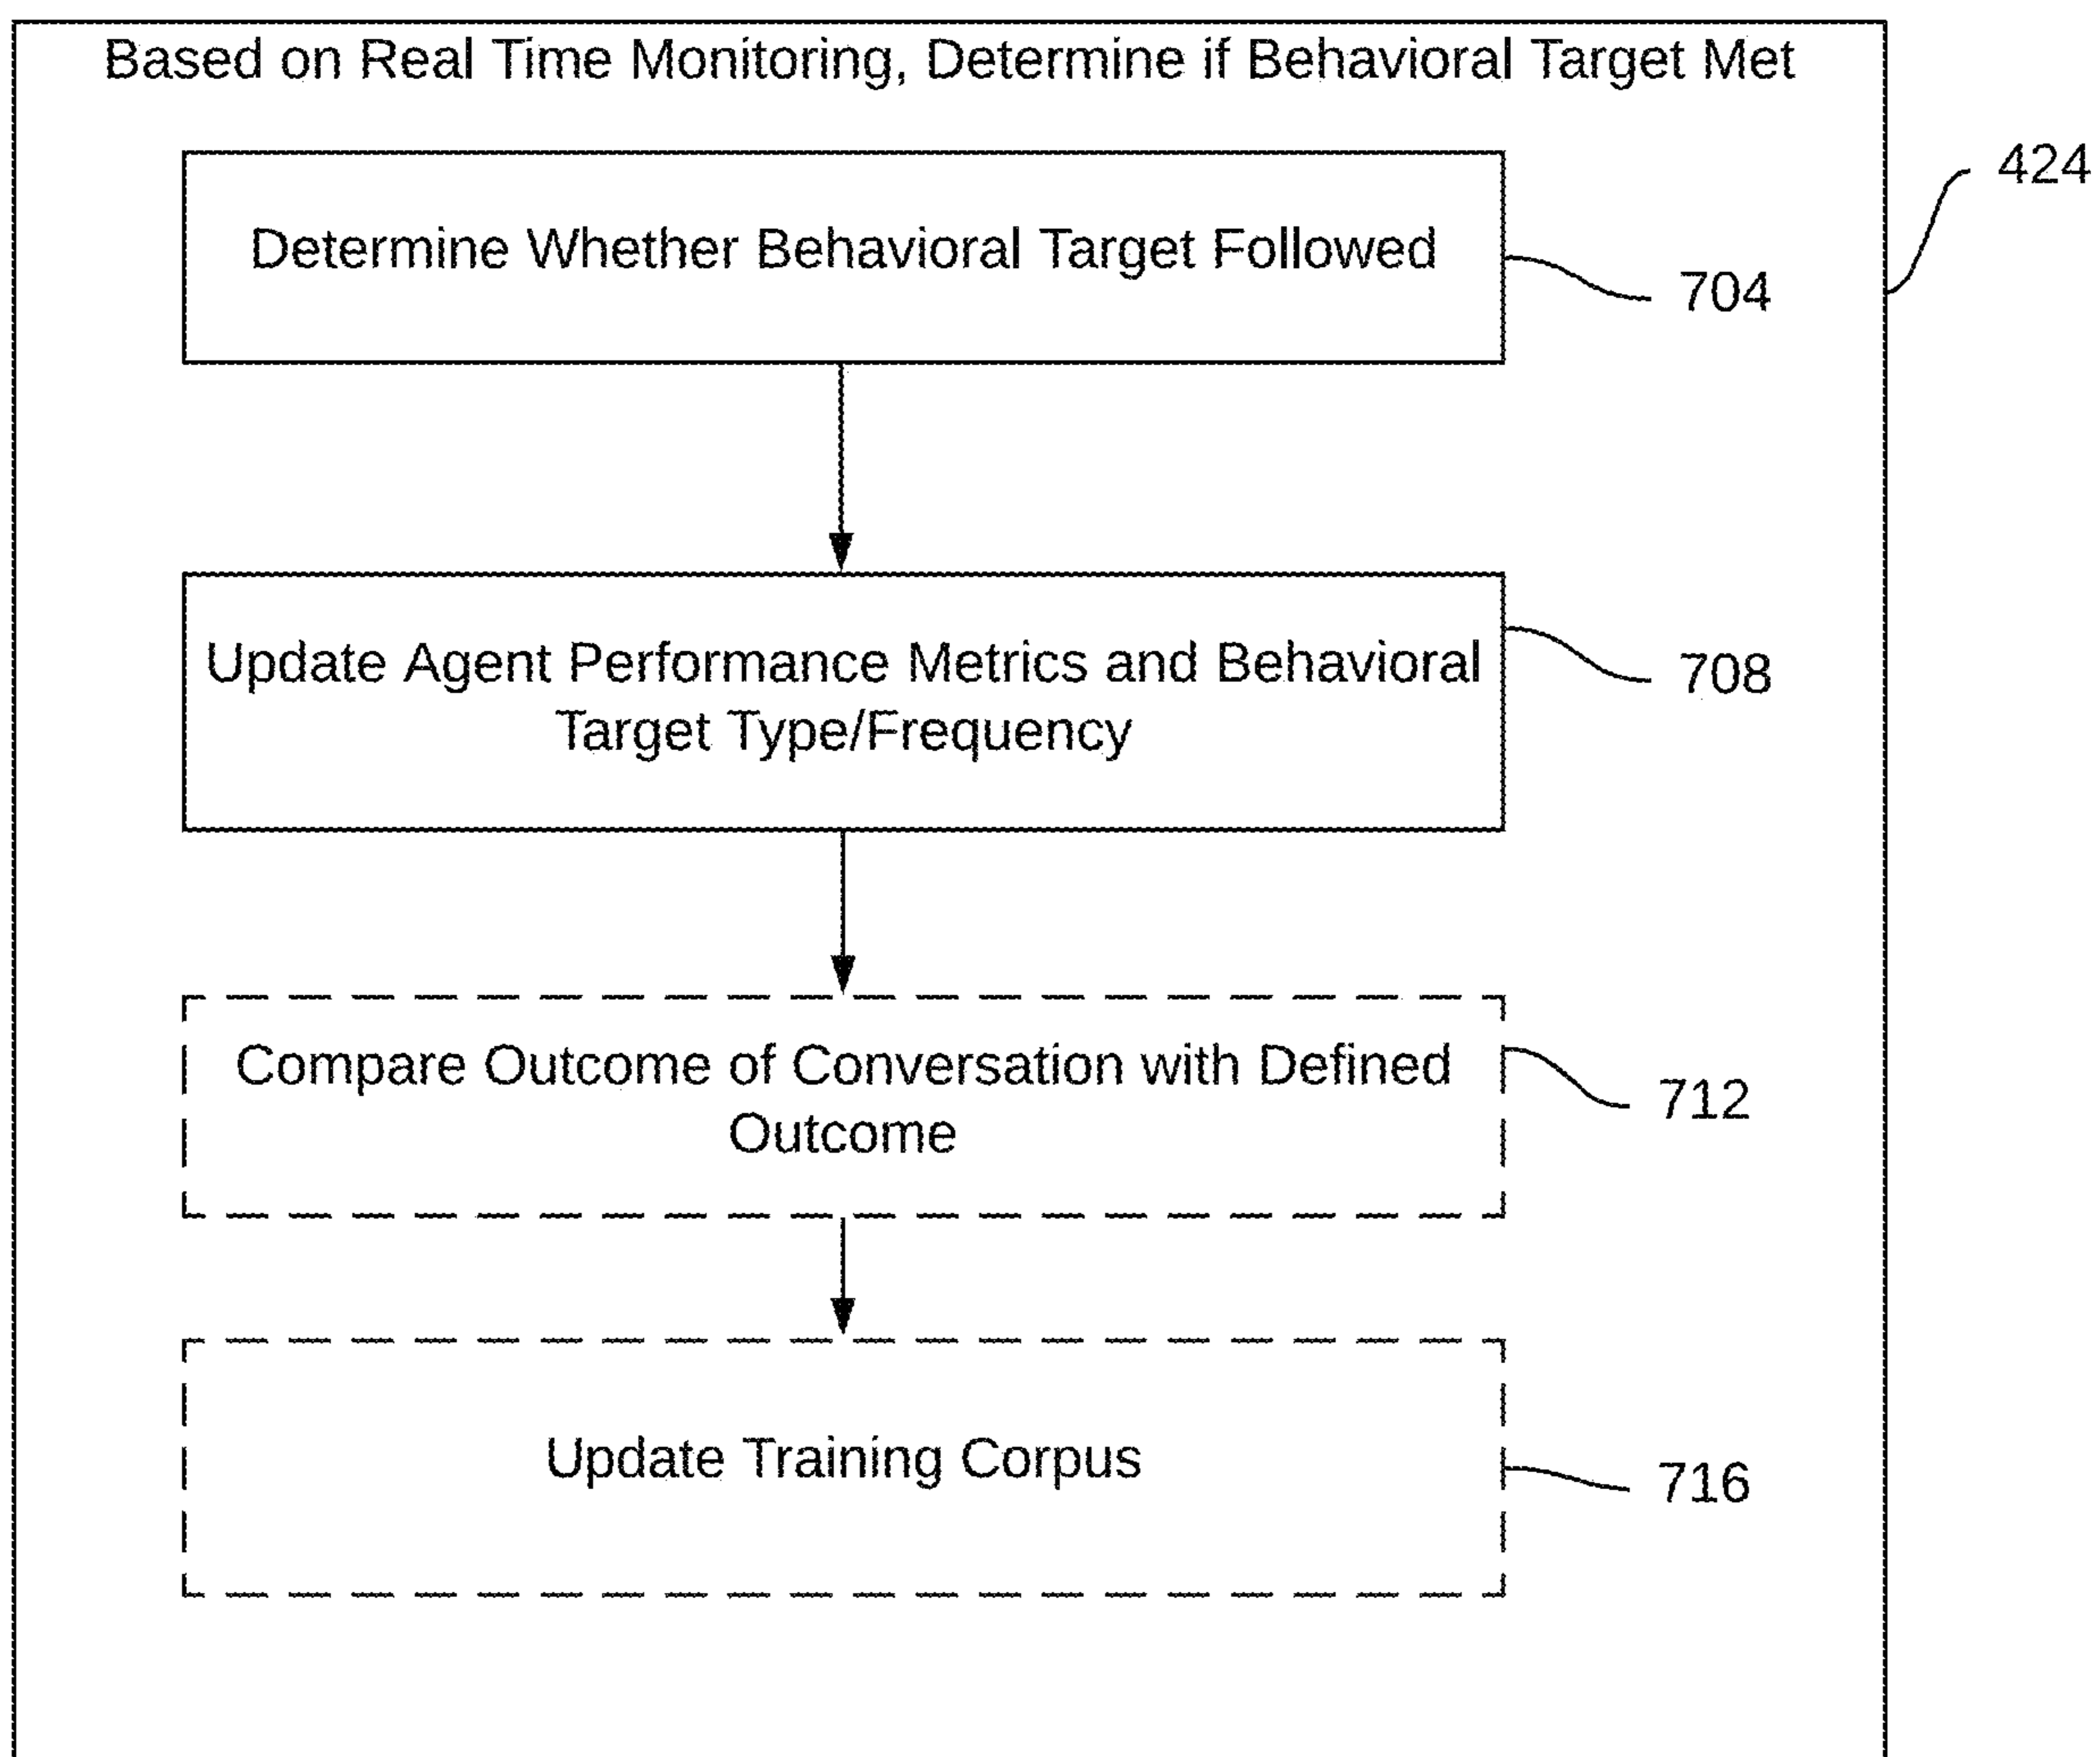 Based on Real Time Monitoring, Determine if Behavioral Target Met
424
Determine Whether Behavioral Target Followed
704
Update Agent Performance Metrics and Behavioral
Target Type/Frequency
708
Compare Outcome of Conversation with Defined
Outcome
712
Update Training Corpus
716